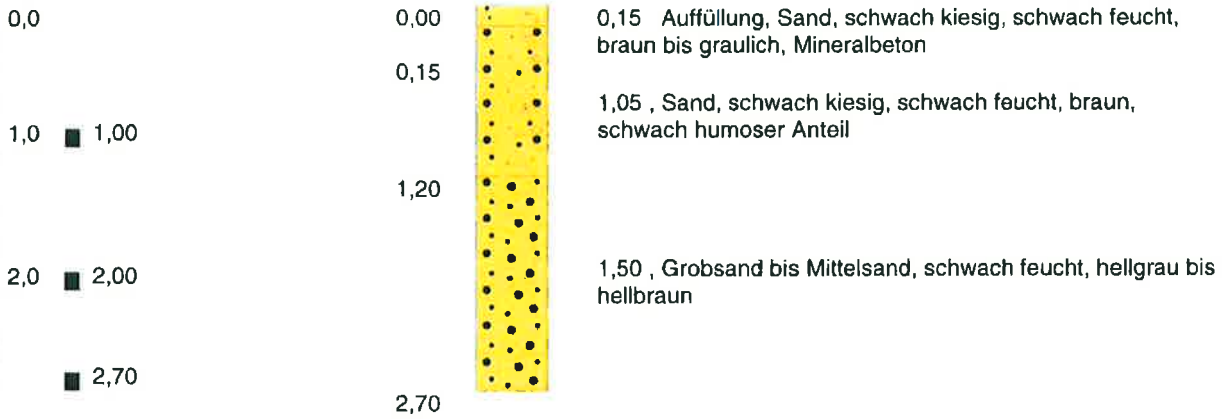 0,0
0,00
0,15 Auffüllung, Sand, schwach kiesig, schwach feucht,
braun bis graulich, Mineralbeton
0,15
1,05 , Sand, schwach kiesig, schwach feucht, braun,
schwach humoser Anteil
1,0 1,00
1,20
2,0 2,00
1,50 , Grobsand bis Mittelsand, schwach feucht, hellgrau bis
hellbraun
2,70
2,70